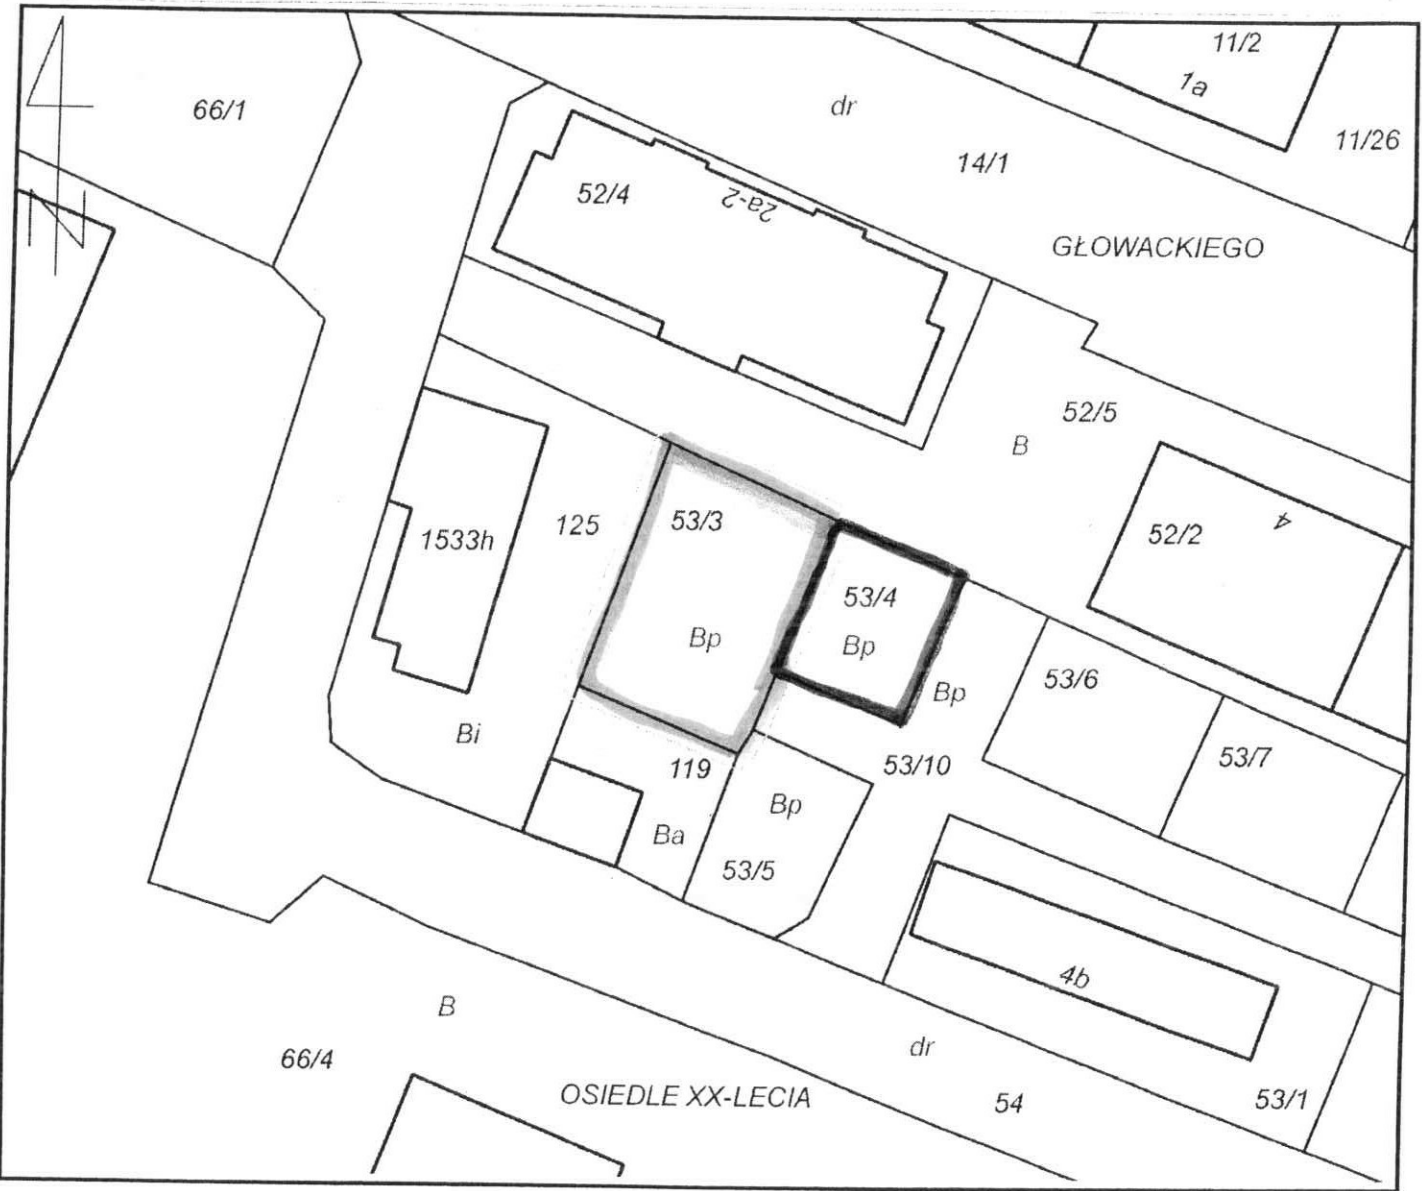 11/2
1a
66/1
dr
11/26
14/1
52/4
2a-2
GŁOWACKIEGO
N
52/5
B
53/3
125
1533h
52/2
4
53/4
Bp
Bp
Bp
53/6
Bi
53/7
119
53/10
Bp
Ba
53/5
4b
B
dr
66/4
OSIEDLE XX-LECIA
54
53/1